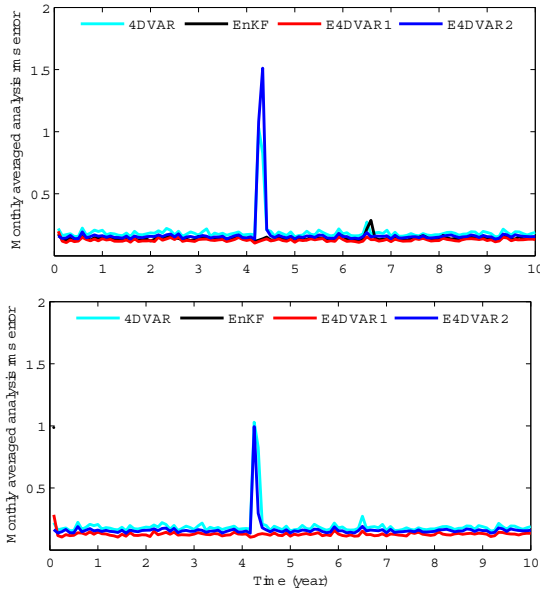 2
4DVAR EnKF E4DVAR1 E4DVAR2
1.5
1
0.5
Monthly averaged analysis rms error
0 1 2 3 4 5 6 7 8 9 10
2
4DVAR EnKF E4DVAR1 E4DVAR2
1.5
1
0.5
Monthly averaged analysis rms error
0 1 2 3 4 5 6 7 8 9 10
Time (year)